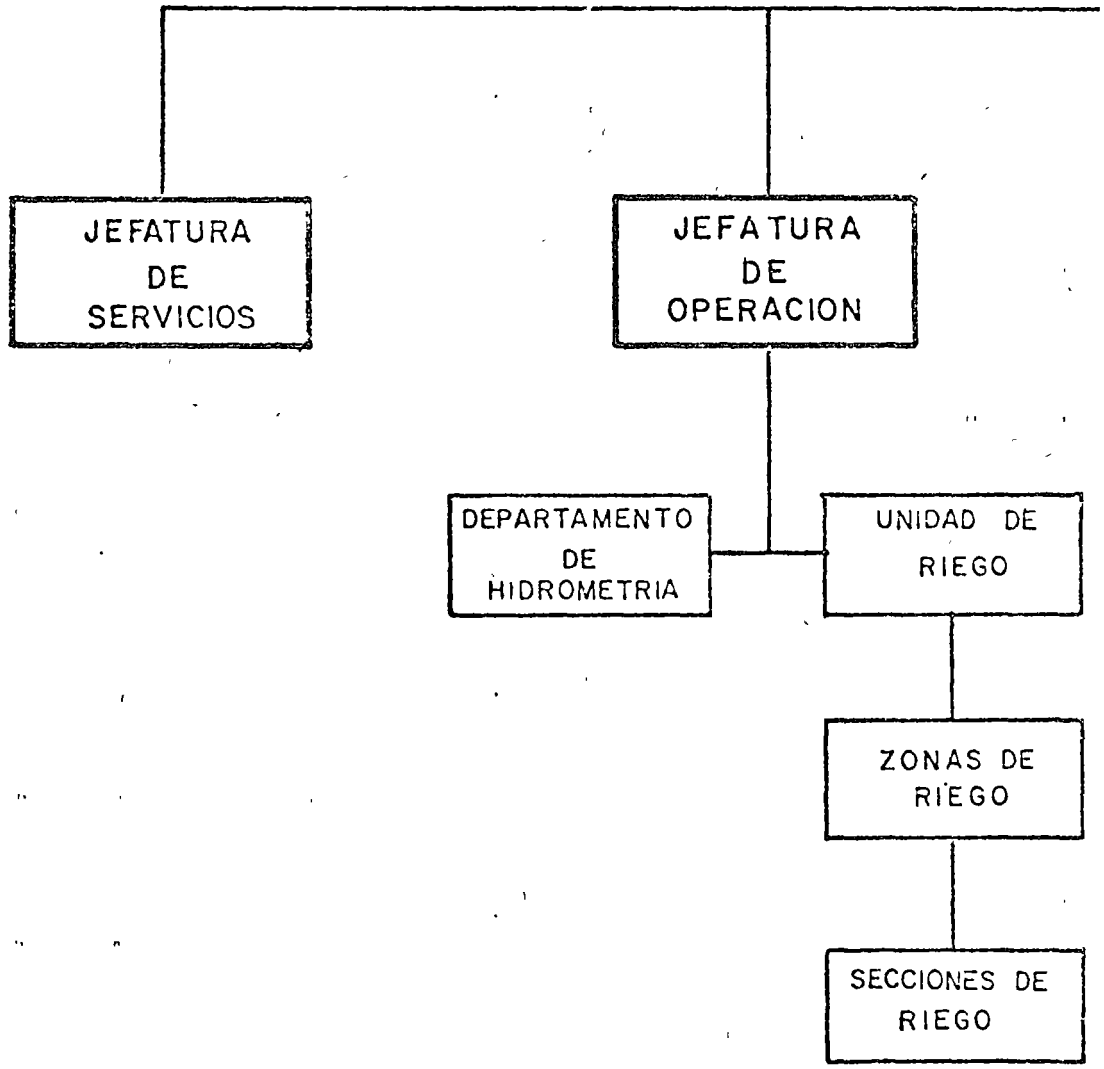 JEFATURA
DE
SERVICIOS
JEFATURA
DE
OPERACION
DEPARTAMENTO
DE
HIDROMETRIA
UNIDAD DE
RIEGO
ZONAS DE
RIEGO
SECCIONES DE
RIEGO